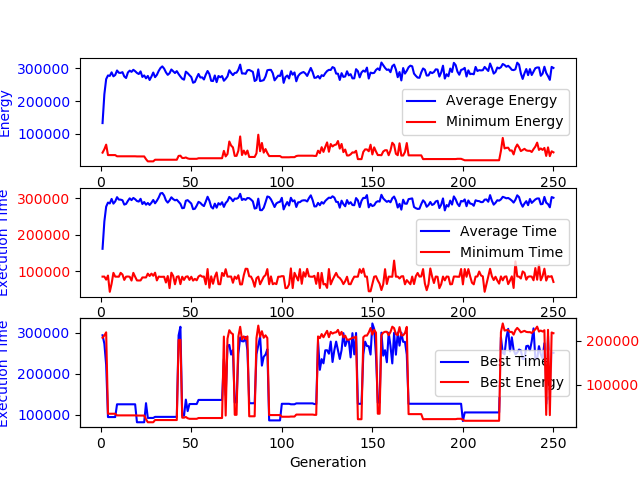 300000
200000
100000
Energy
Average Energy
Minimum Energy
0 50 100 150 200 250
300000
200000
100000
Execution Time
Average Time
Minimum Time
0 50 100 150 200 250
300000
200000
100000
Execution Time
Best Time
Best Energy
200000
100000
0 50 100 150 200 250
Generation